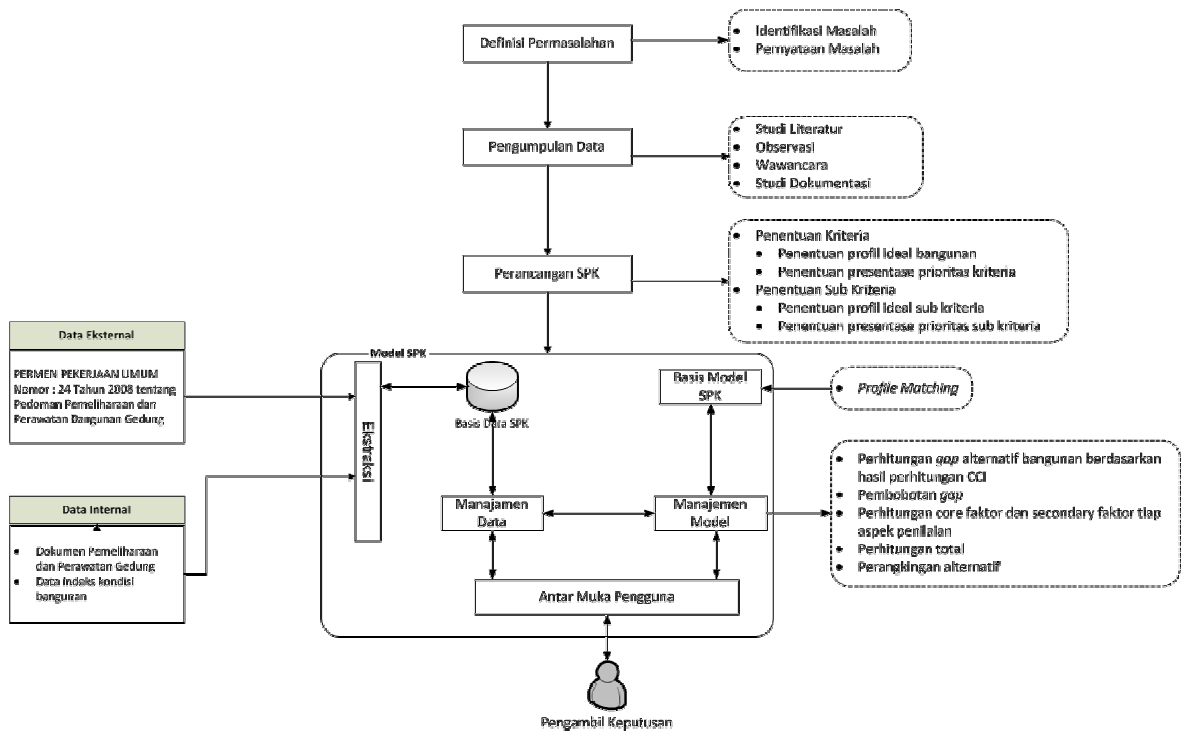 Definisi Permasalahan
• Identifikasi Masalah
• Pernyataan Masalah
Pengumpulan Data
• Studi Literatur
• Observasi
• Wawancara
• Studi Dokumentasi
Perancangan SPK
• Penentuan Kriteria
• Penentuan profil ideal bangunan
• Penentuan presentase prioritas kriteria
• Penentuan Sub Kriteria
• Penentuan profil ideal sub kriteria
• Penentuan presentase prioritas sub kriteria
Data Eksternal
PERMEN PEKERJAAN UMUM
Nomor : 24 Tahun 2008 tentang
Pedoman Pemeliharaan dan
Perawatan Bangunan Gedung
Data Internal
• Dokumen Pemeliharaan
dan Perawatan Gedung
• Data indeks kondisi
bangunan
Model SPK
Ekstraksi
Basis Data SPK
Basis Model
SPK
• Profile Matching
Manajamen
Data
Manajemen
Model
• Perhitungan gap alternatif bangunan berdasarkan
hasil perhitungan CCI
• Pembobotan gap
• Perhitungan core faktor dan secondary faktor tiap
aspek penilaian
• Perhitungan total
• Perangkingan alternatif
Antar Muka Pengguna
Pengambil Keputusan